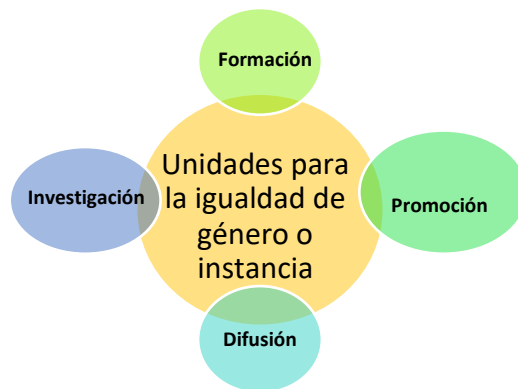 Formación
Unidades para
la igualdad de
género o
instancia
Investigación
Promoción
Difusión